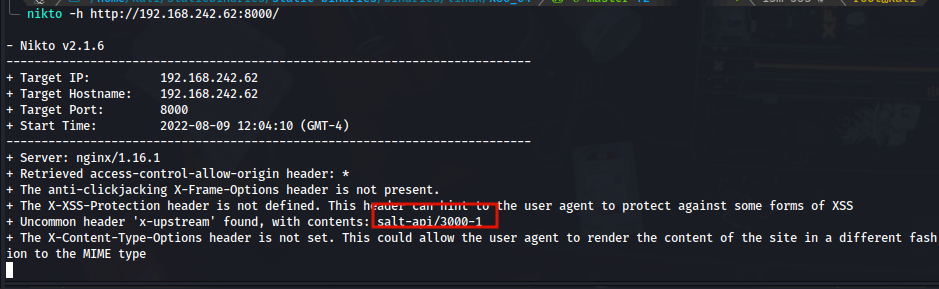 nikto -h http://192.168.242.62:8000/
- Nikto v2.1.6
---------------------------------------------------------------------------
+ Target IP:          192.168.242.62
+ Target Hostname:    192.168.242.62
+ Target Port:        8000
+ Start Time:         2022-08-09 12:04:10 (GMT-4)
---------------------------------------------------------------------------
+ Server: nginx/1.16.1
+ Retrieved access-control-allow-origin header: *
+ The anti-clickjacking X-Frame-Options header is not present.
+ The X-XSS-Protection header is not defined. This header can hint to the user agent to protect against some forms of XSS
+ Uncommon header 'x-upstream' found, with contents: salt-api/3000-1
+ The X-Content-Type-Options header is not set. This could allow the user agent to render the content of the site in a different fash
ion to the MIME type